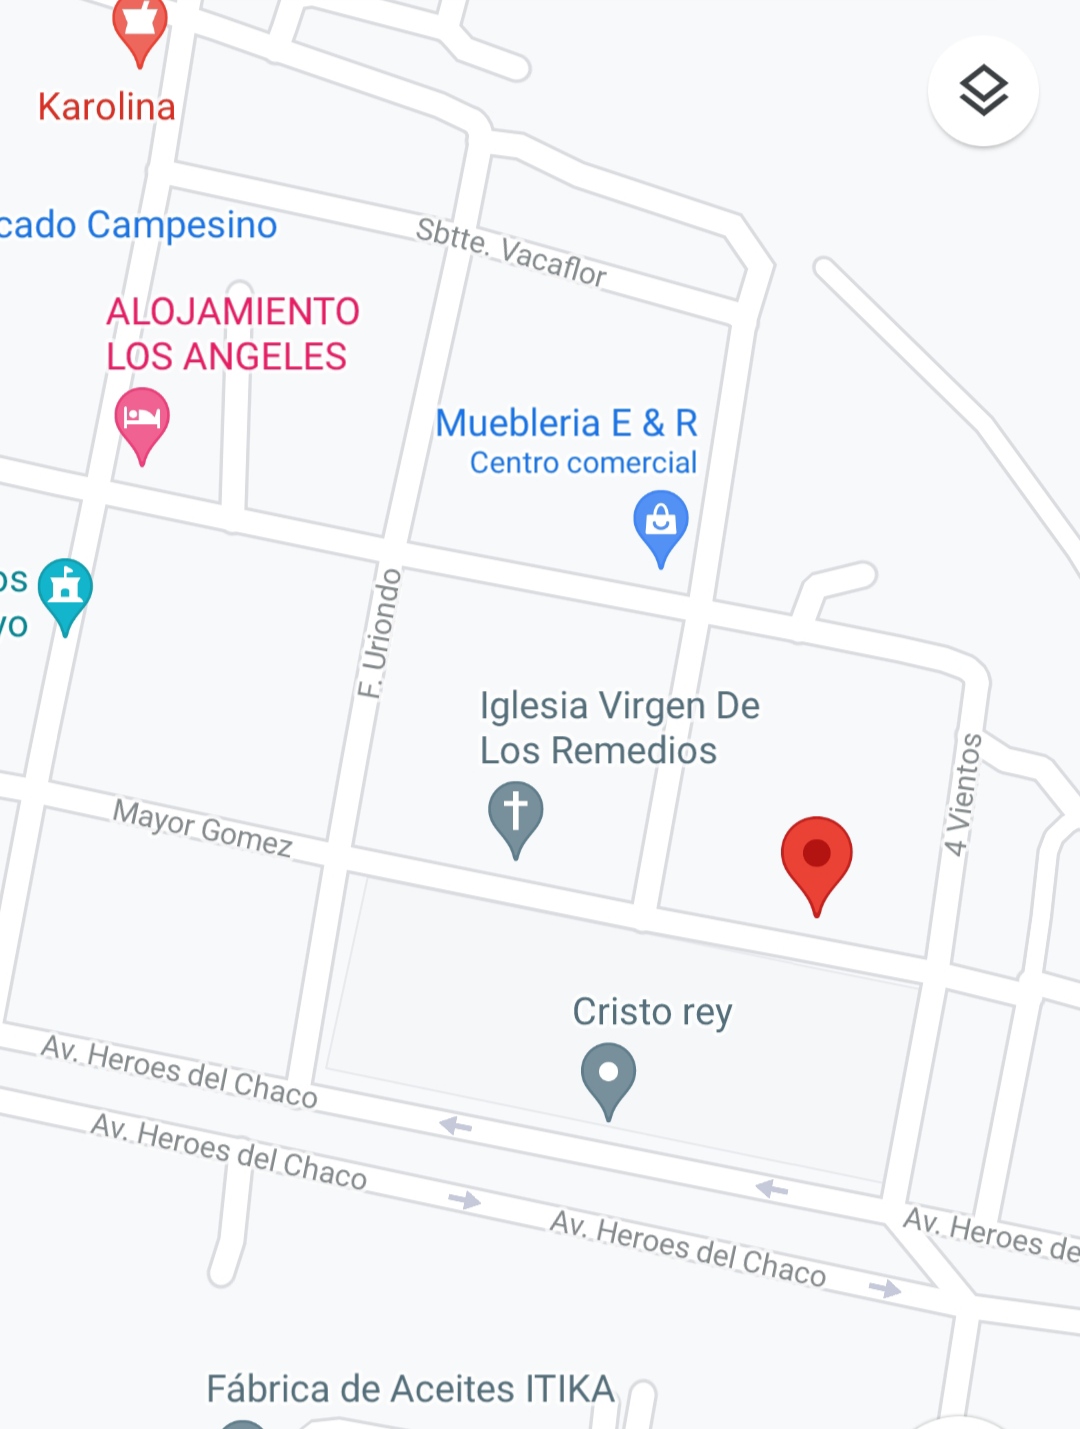 Karolina
cado Campesino
Sbtte. Vacaflor
ALOJAMIENTO
LOS ANGELES
Muebleria E & R
Centro comercial
os
yo
F. Uriondo
Iglesia Virgen De
Los Remedios
4 Vientos
Mayor Gomez
Cristo rey
Av. Heroes del Chaco
Av. Heroes del Chaco
Av. Heroes del Chaco
Av. Heroes de
Fábrica de Aceites ITIKA